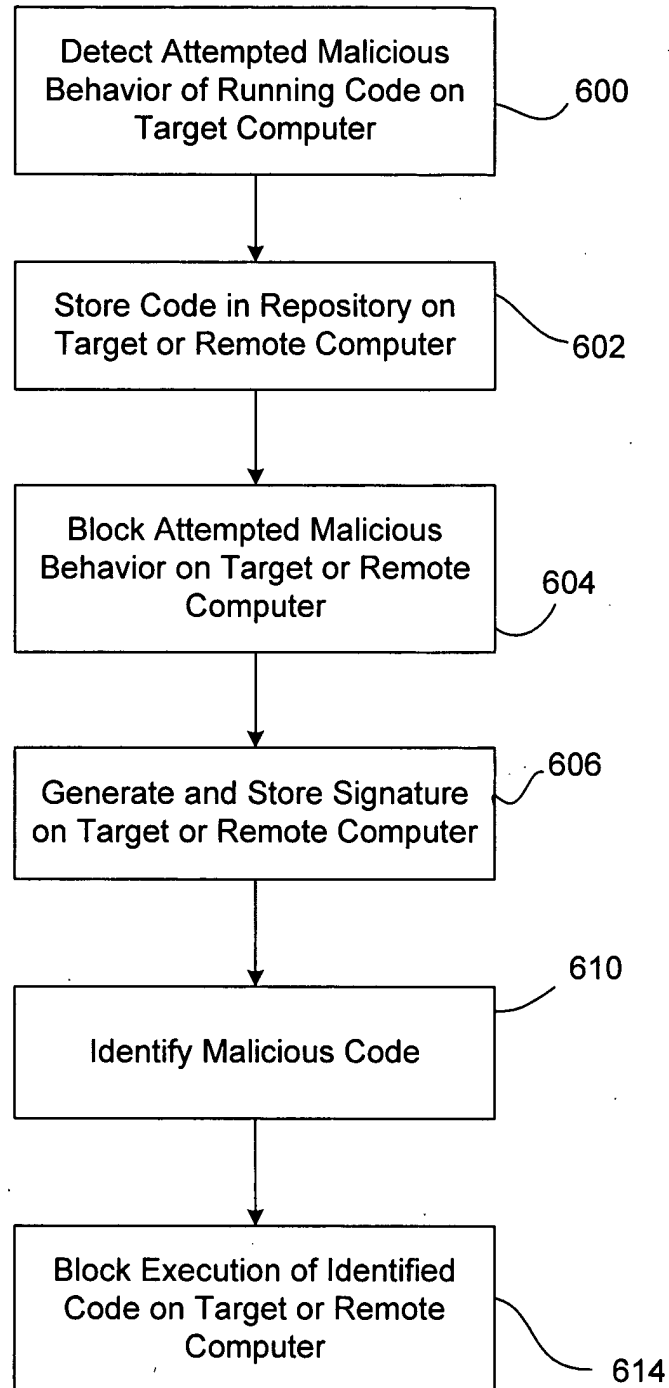 Detect Attempted Malicious
Behavior of Running Code on
Target Computer
600
Store Code in Repository on
Target or Remote Computer
602
Block Attempted Malicious
Behavior on Target or Remote
Computer
604
Generate and Store Signature
on Target or Remote Computer
606
Identify Malicious Code
610
Block Execution of Identified
Code on Target or Remote
Computer
614